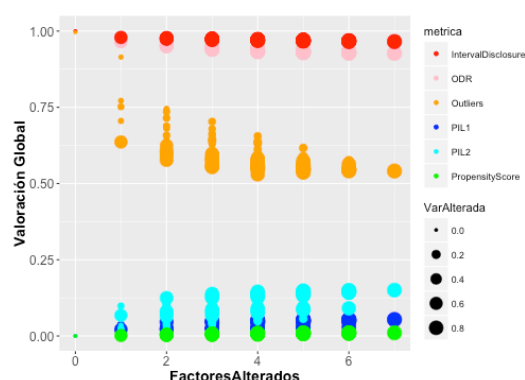 metrica
IntervalDisclosure
ODR
Outliers
PIL1
PIL2
PropensityScore
VarAlterada
0.0
0.2
0.4
0.6
0.8
Valoración Global
1.00
0.75
0.50
0.25
0.00
0
2
4
6
FactoresAlterados